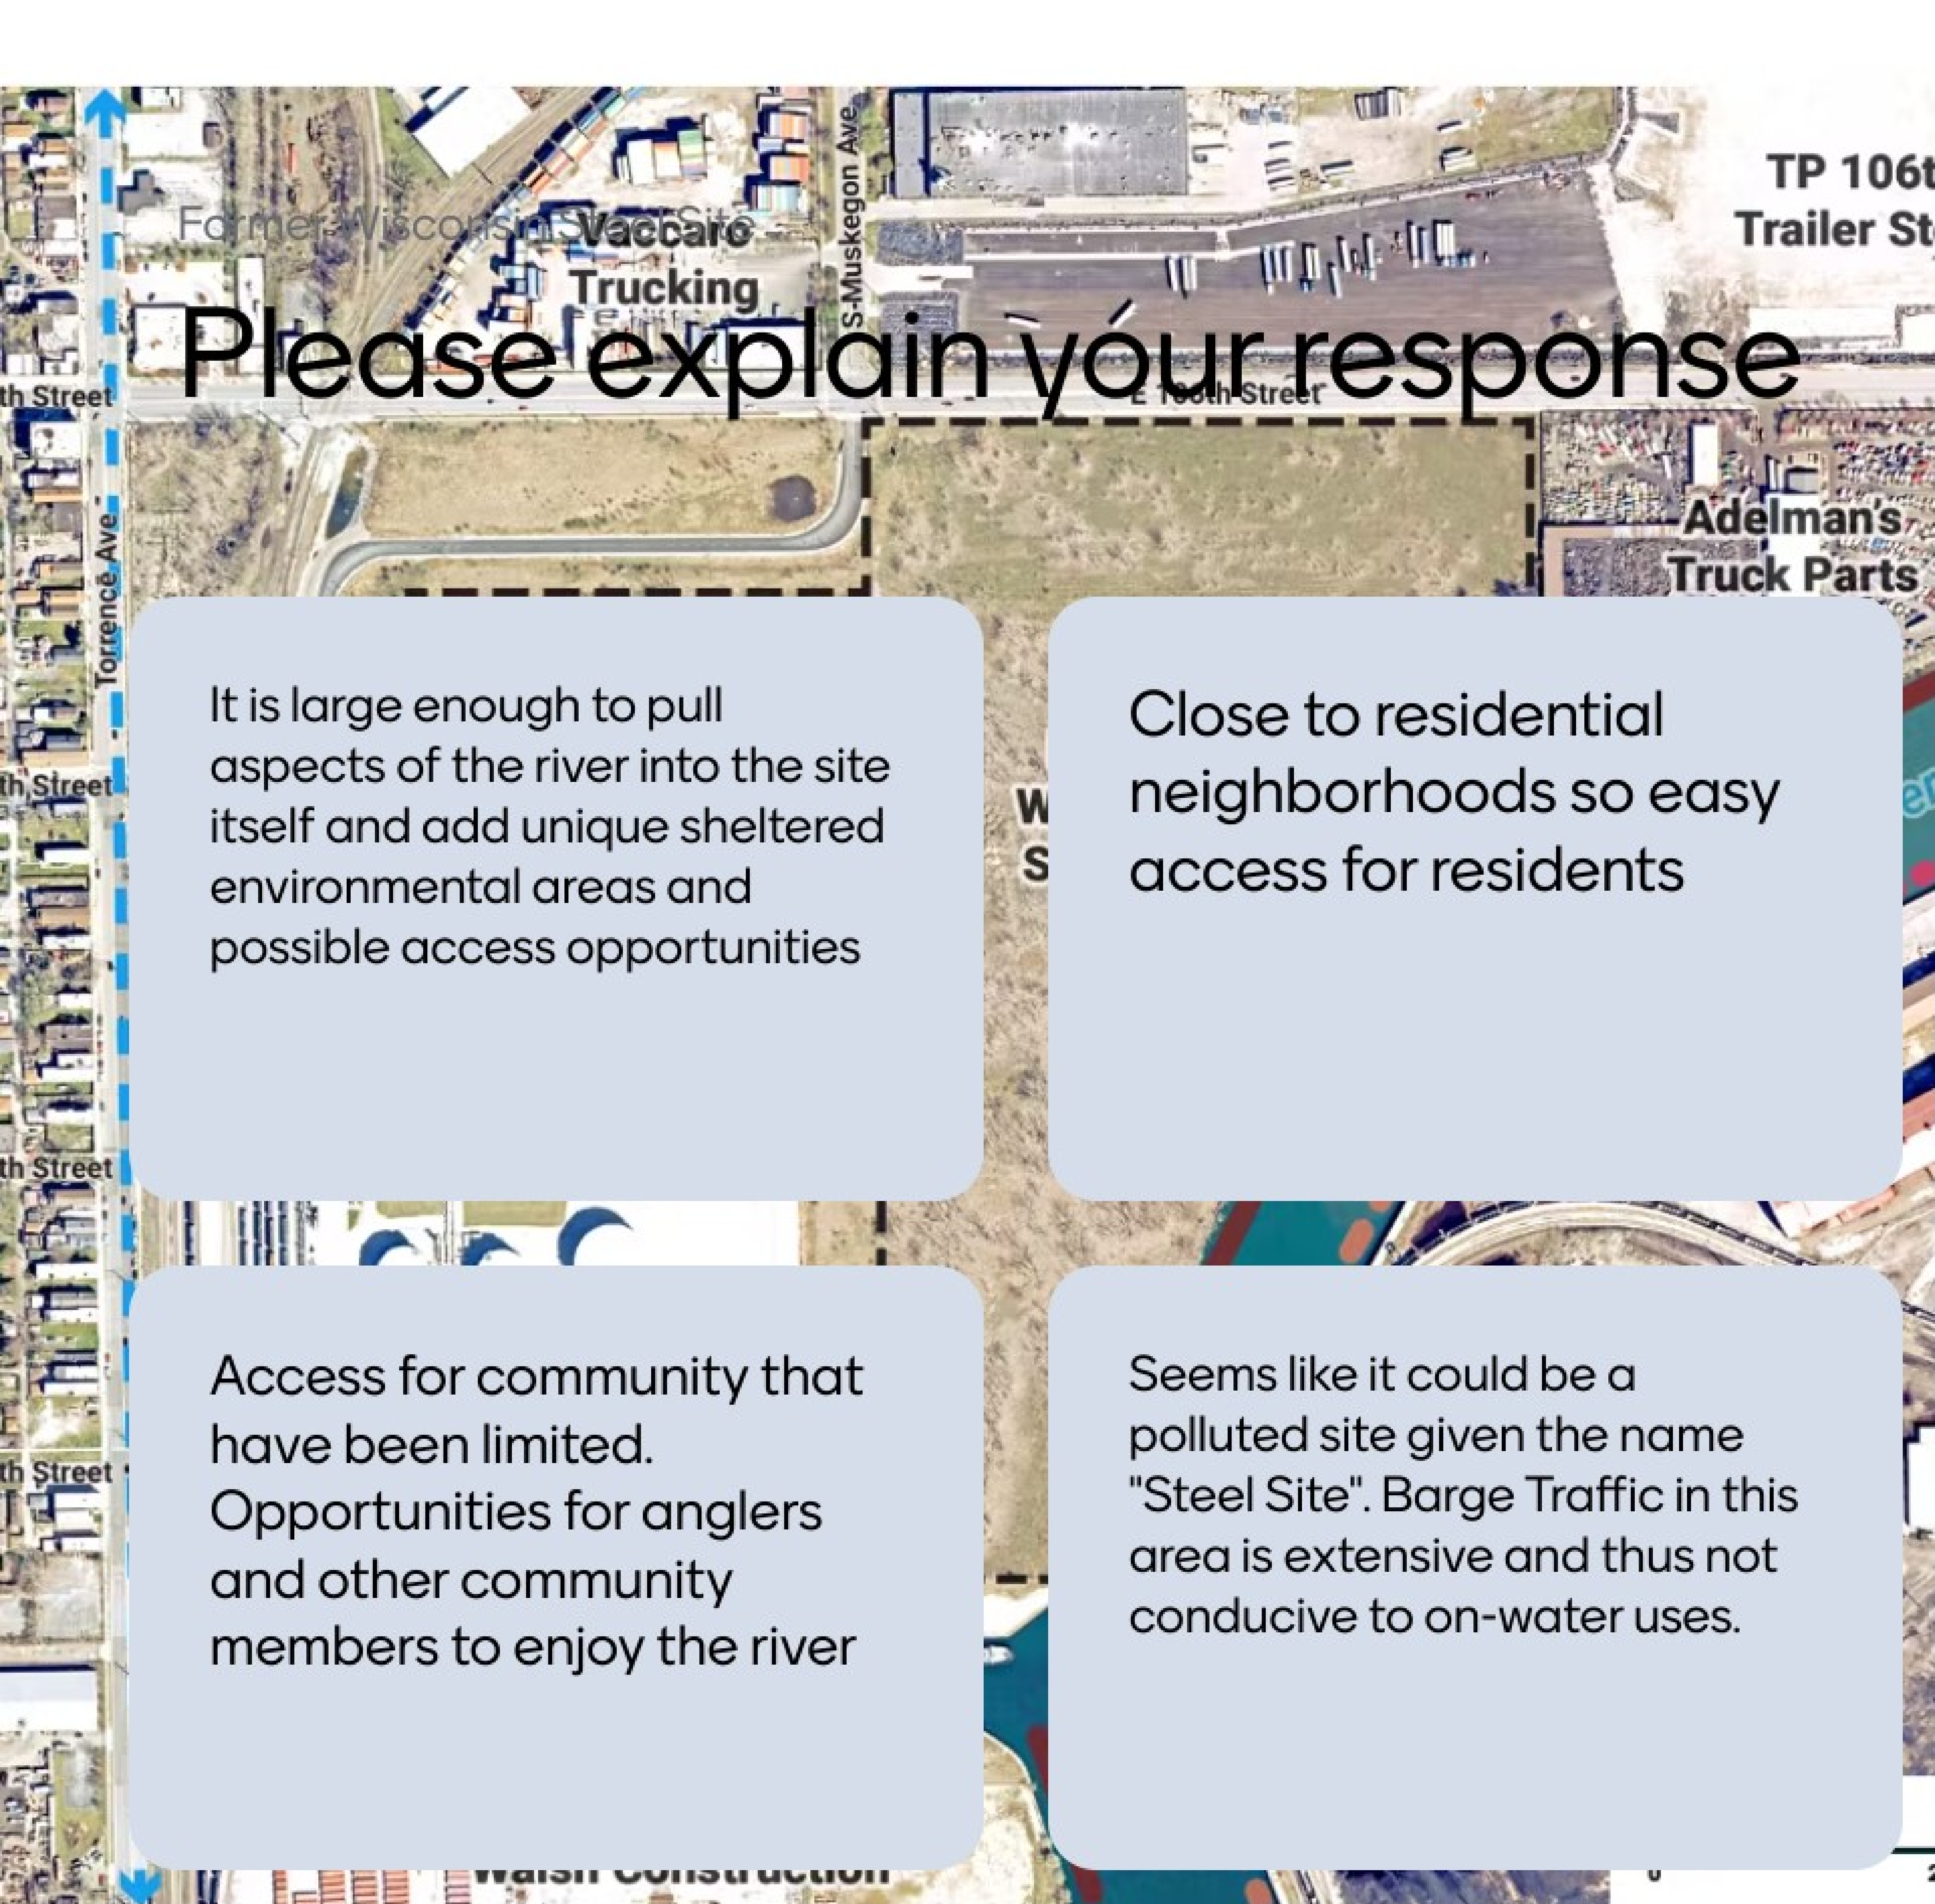 TP 106t
Trailer St
S Muskegon Ave
Former Wisconsin Steel Site
Vaccaro
Trucking
Please explain your response
th Street
E 106th Street
Adelman's
Truck Parts
Torrence Ave
It is large enough to pull
aspects of the river into the site
itself and add unique sheltered
environmental areas and
possible access opportunities
Close to residential
neighborhoods so easy
access for residents
th Street
W
S
er
th Street
Access for community that
have been limited.
Opportunities for anglers
and other community
members to enjoy the river
Seems like it could be a
polluted site given the name
"Steel Site". Barge Traffic in this
area is extensive and thus not
conducive to on-water uses.
th Street
Walsh Construction
0
2